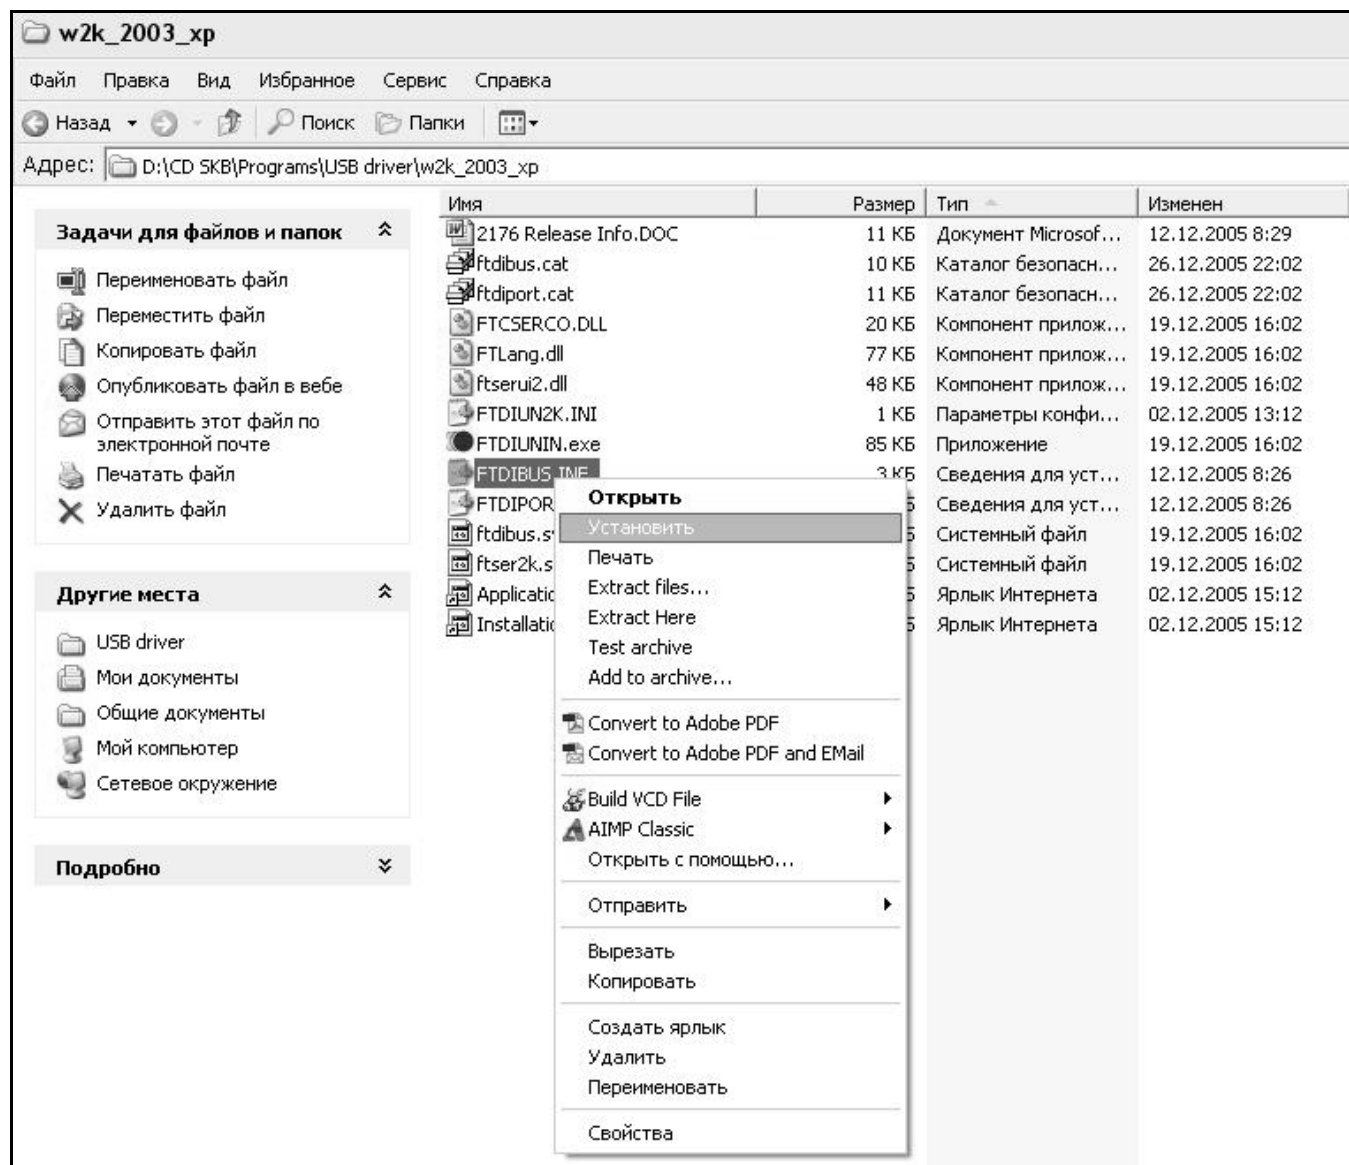 w2k_2003_xp
Файл Правка Вид Избранное Сервис Справка
Назад Поиск Папки
Адрес: D:\CD SKB\Programs\USB driver\w2k_2003_xp
Задачи для файлов и папок
Переименовать файл
Переместить файл
Копировать файл
Опубликовать файл в вебе
Отправить этот файл по
электронной почте
Печатать файл
Удалить файл
Другие места
USB driver
Мои документы
Общие документы
Мой компьютер
Сетевое окружение
Подробно
Имя Размер Тип Изменен
2176 Release Info.DOC 11 КБ Документ Microsof... 12.12.2005 8:29
ftdibus.cat 10 КБ Каталог безопасн... 26.12.2005 22:02
ftdiport.cat 11 КБ Каталог безопасн... 26.12.2005 22:02
FTCSERCO.DLL 20 КБ Компонент прилож... 19.12.2005 16:02
FTLang.dll 77 КБ Компонент прилож... 19.12.2005 16:02
ftserui2.dll 48 КБ Компонент прилож... 19.12.2005 16:02
FTDIUN2K.INI 1 КБ Параметры конфи... 02.12.2005 13:12
FTDIUNIN.exe 85 КБ Приложение 19.12.2005 16:02
FTDIBUS.INF 3 КБ Сведения для уст... 12.12.2005 8:26
FTDIPOR Сведения для уст... 12.12.2005 8:26
ftdibus.s Системный файл 19.12.2005 16:02
ftser2k.s Системный файл 19.12.2005 16:02
Applicatic Ярлык Интернета 02.12.2005 15:12
Installatic Ярлык Интернета 02.12.2005 15:12
Открыть
Установить
Печать
Extract files...
Extract Here
Test archive
Add to archive...
Convert to Adobe PDF
Convert to Adobe PDF and EMail
Build VCD File
AIMP Classic
Открыть с помощью...
Отправить
Вырезать
Копировать
Создать ярлык
Удалить
Переименовать
Свойства